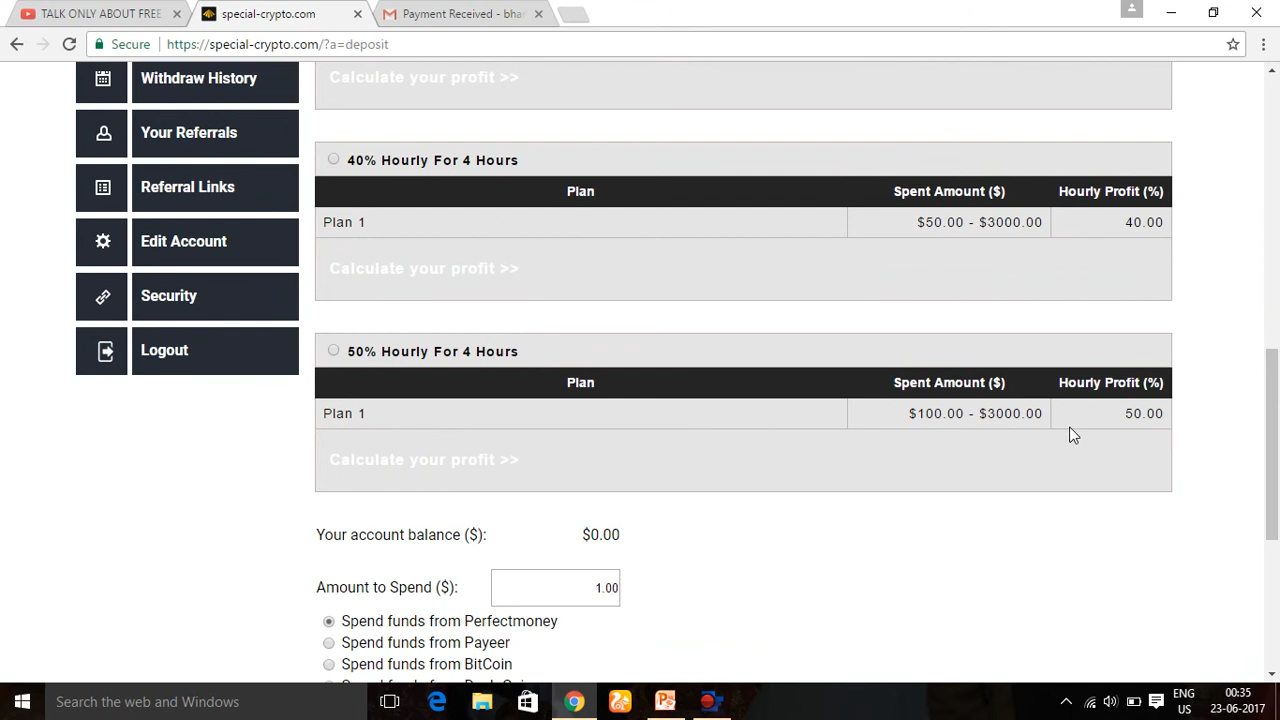 TALK ONLY ABOUT FREE
special-crypto.com
Payment Received - bhar
Secure
https://special-crypto.com/?a=deposit
Withdraw History
Your Referrals
Referral Links
Edit Account
Security
Logout
Calculate your profit >>
40% Hourly For 4 Hours
Plan Spent Amount ($) Hourly Profit (%)
Plan 1 $50.00 - $3000.00 40.00
Calculate your profit >>
50% Hourly For 4 Hours
Plan Spent Amount ($) Hourly Profit (%)
Plan 1 $100.00 - $3000.00 50.00
Calculate your profit >>
Your account balance ($): $0.00
Amount to Spend ($): 1.00
Spend funds from Perfectmoney
Spend funds from Payeer
Spend funds from BitCoin
Search the web and Windows
ENG
US
00:35
23-06-2017